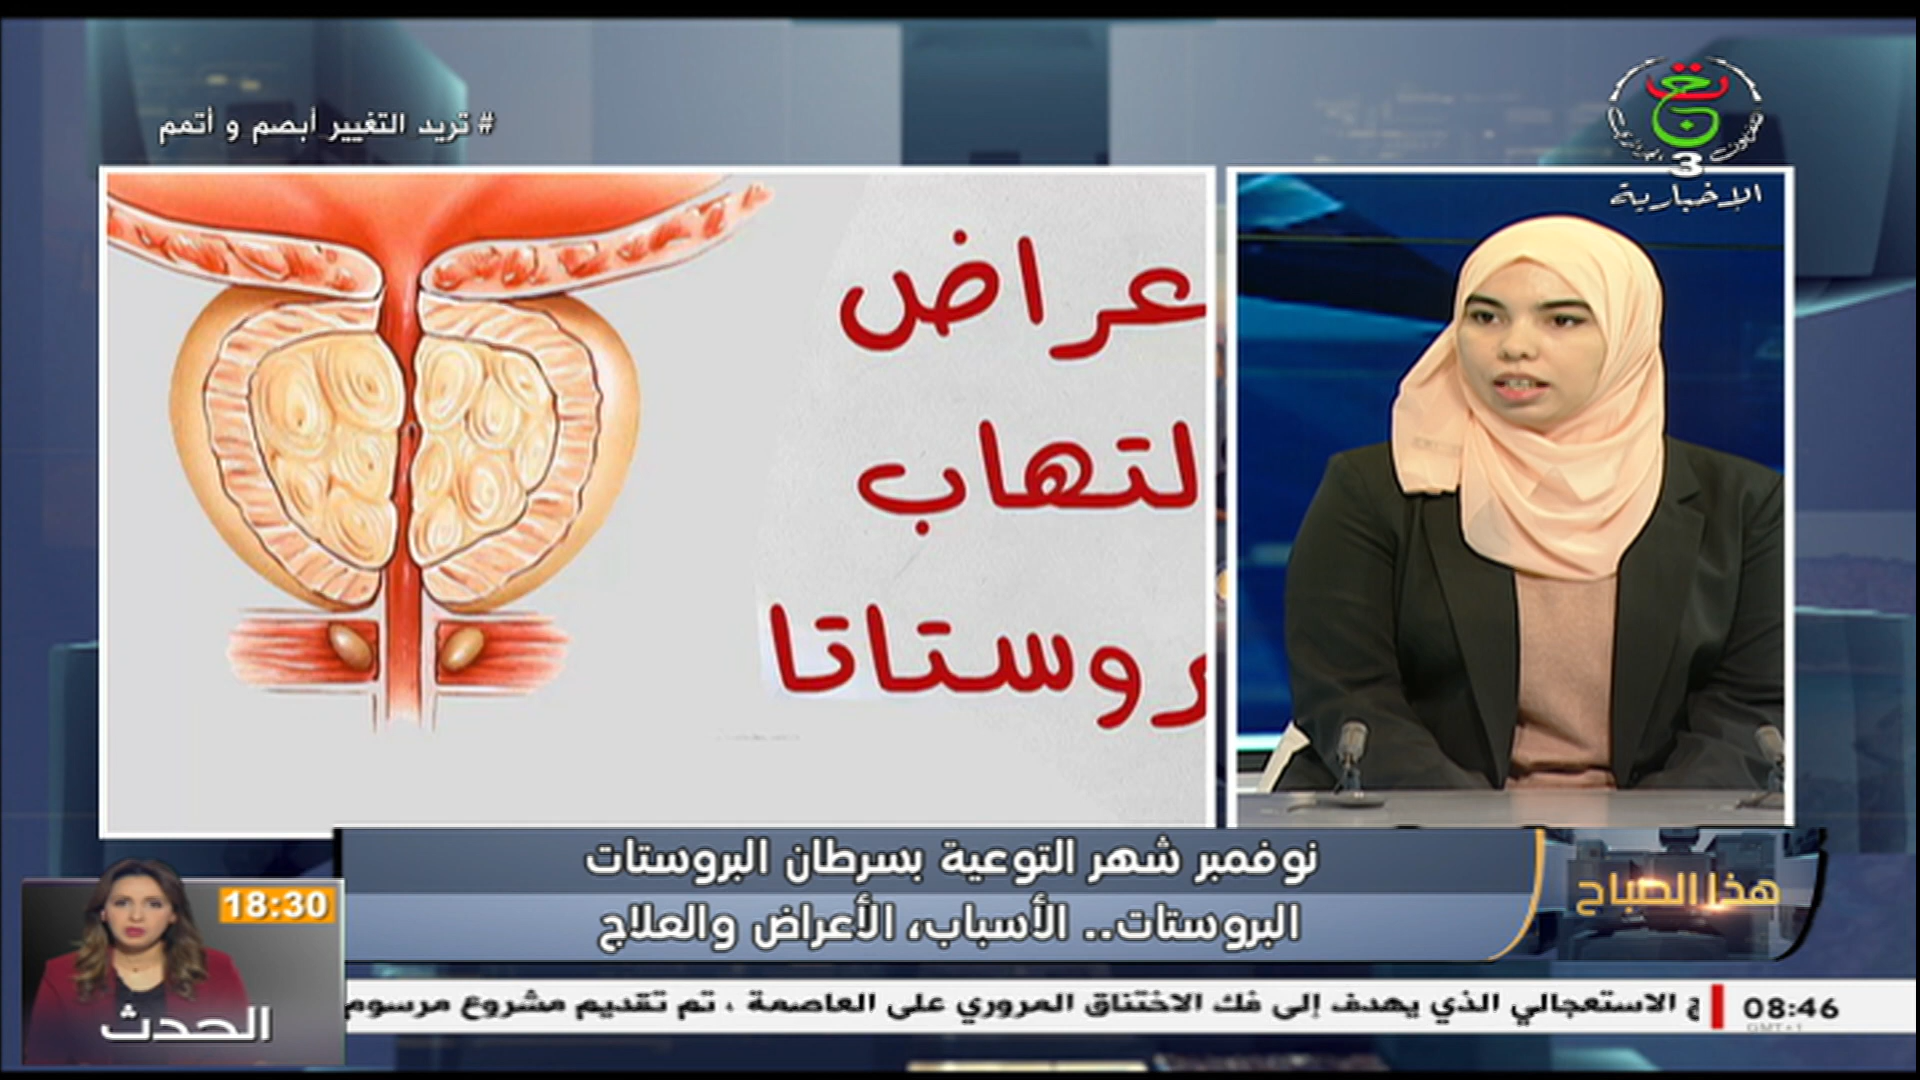 # تريد التغيير أبصم و أتمم
3
الإخبارية
عراض
لتهاب
روستاتا
نوفمبر شهر التوعية بسرطان البروستات
البروستات.. الأسباب، الأعراض والعلاج
هذا الصباح
18:30
الحدث
ج الاستعجالي الذي يهدف إلى فك الاختناق المروري على العاصمة ، تم تقديم مشروع مرسوم
08:46
GMT+1